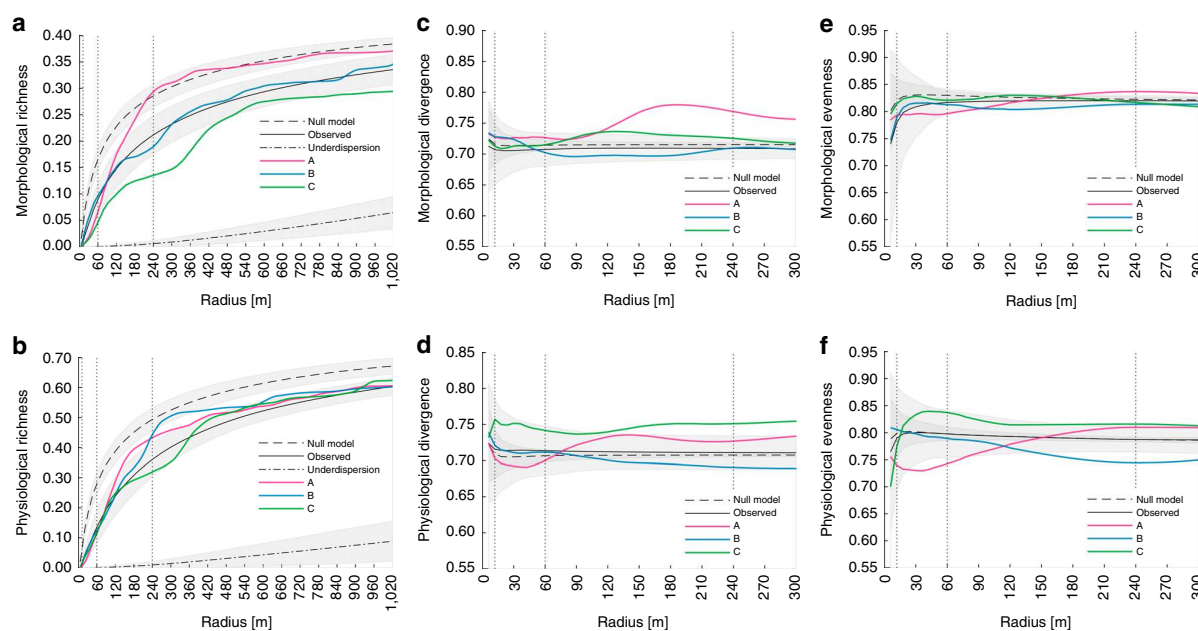 a
Morphological richness
0.40
0.35
0.30
0.25
0.20
0.15
0.10
0.05
0.00
Null model
Observed
Underdispersion
A
B
C
0 60 120 180 240 300 360 420 480 540 600 660 720 780 840 900 960 1,020
Radius [m]
c
Morphological divergence
0.90
0.85
0.80
0.75
0.70
0.65
0.60
0.55
Null model
Observed
A
B
C
0 30 60 90 120 150 180 210 240 270 300
Radius [m]
e
Morphological evenness
0.95
0.90
0.85
0.80
0.75
0.70
0.65
0.60
0.55
Null model
Observed
A
B
C
0 30 60 90 120 150 180 210 240 270 300
Radius [m]
b
Physiological richness
0.70
0.60
0.50
0.40
0.30
0.20
0.10
0.00
Null model
Observed
Underdispersion
A
B
C
0 60 120 180 240 300 360 420 480 540 600 660 720 780 840 900 960 1,020
Radius [m]
d
Physiological divergence
0.85
0.80
0.75
0.70
0.65
0.60
0.55
Null model
Observed
A
B
C
0 30 60 90 120 150 180 210 240 270 300
Radius [m]
f
Physiological evenness
0.95
0.90
0.85
0.80
0.75
0.70
0.65
0.60
0.55
Null model
Observed
A
B
C
0 30 60 90 120 150 180 210 240 270 300
Radius [m]